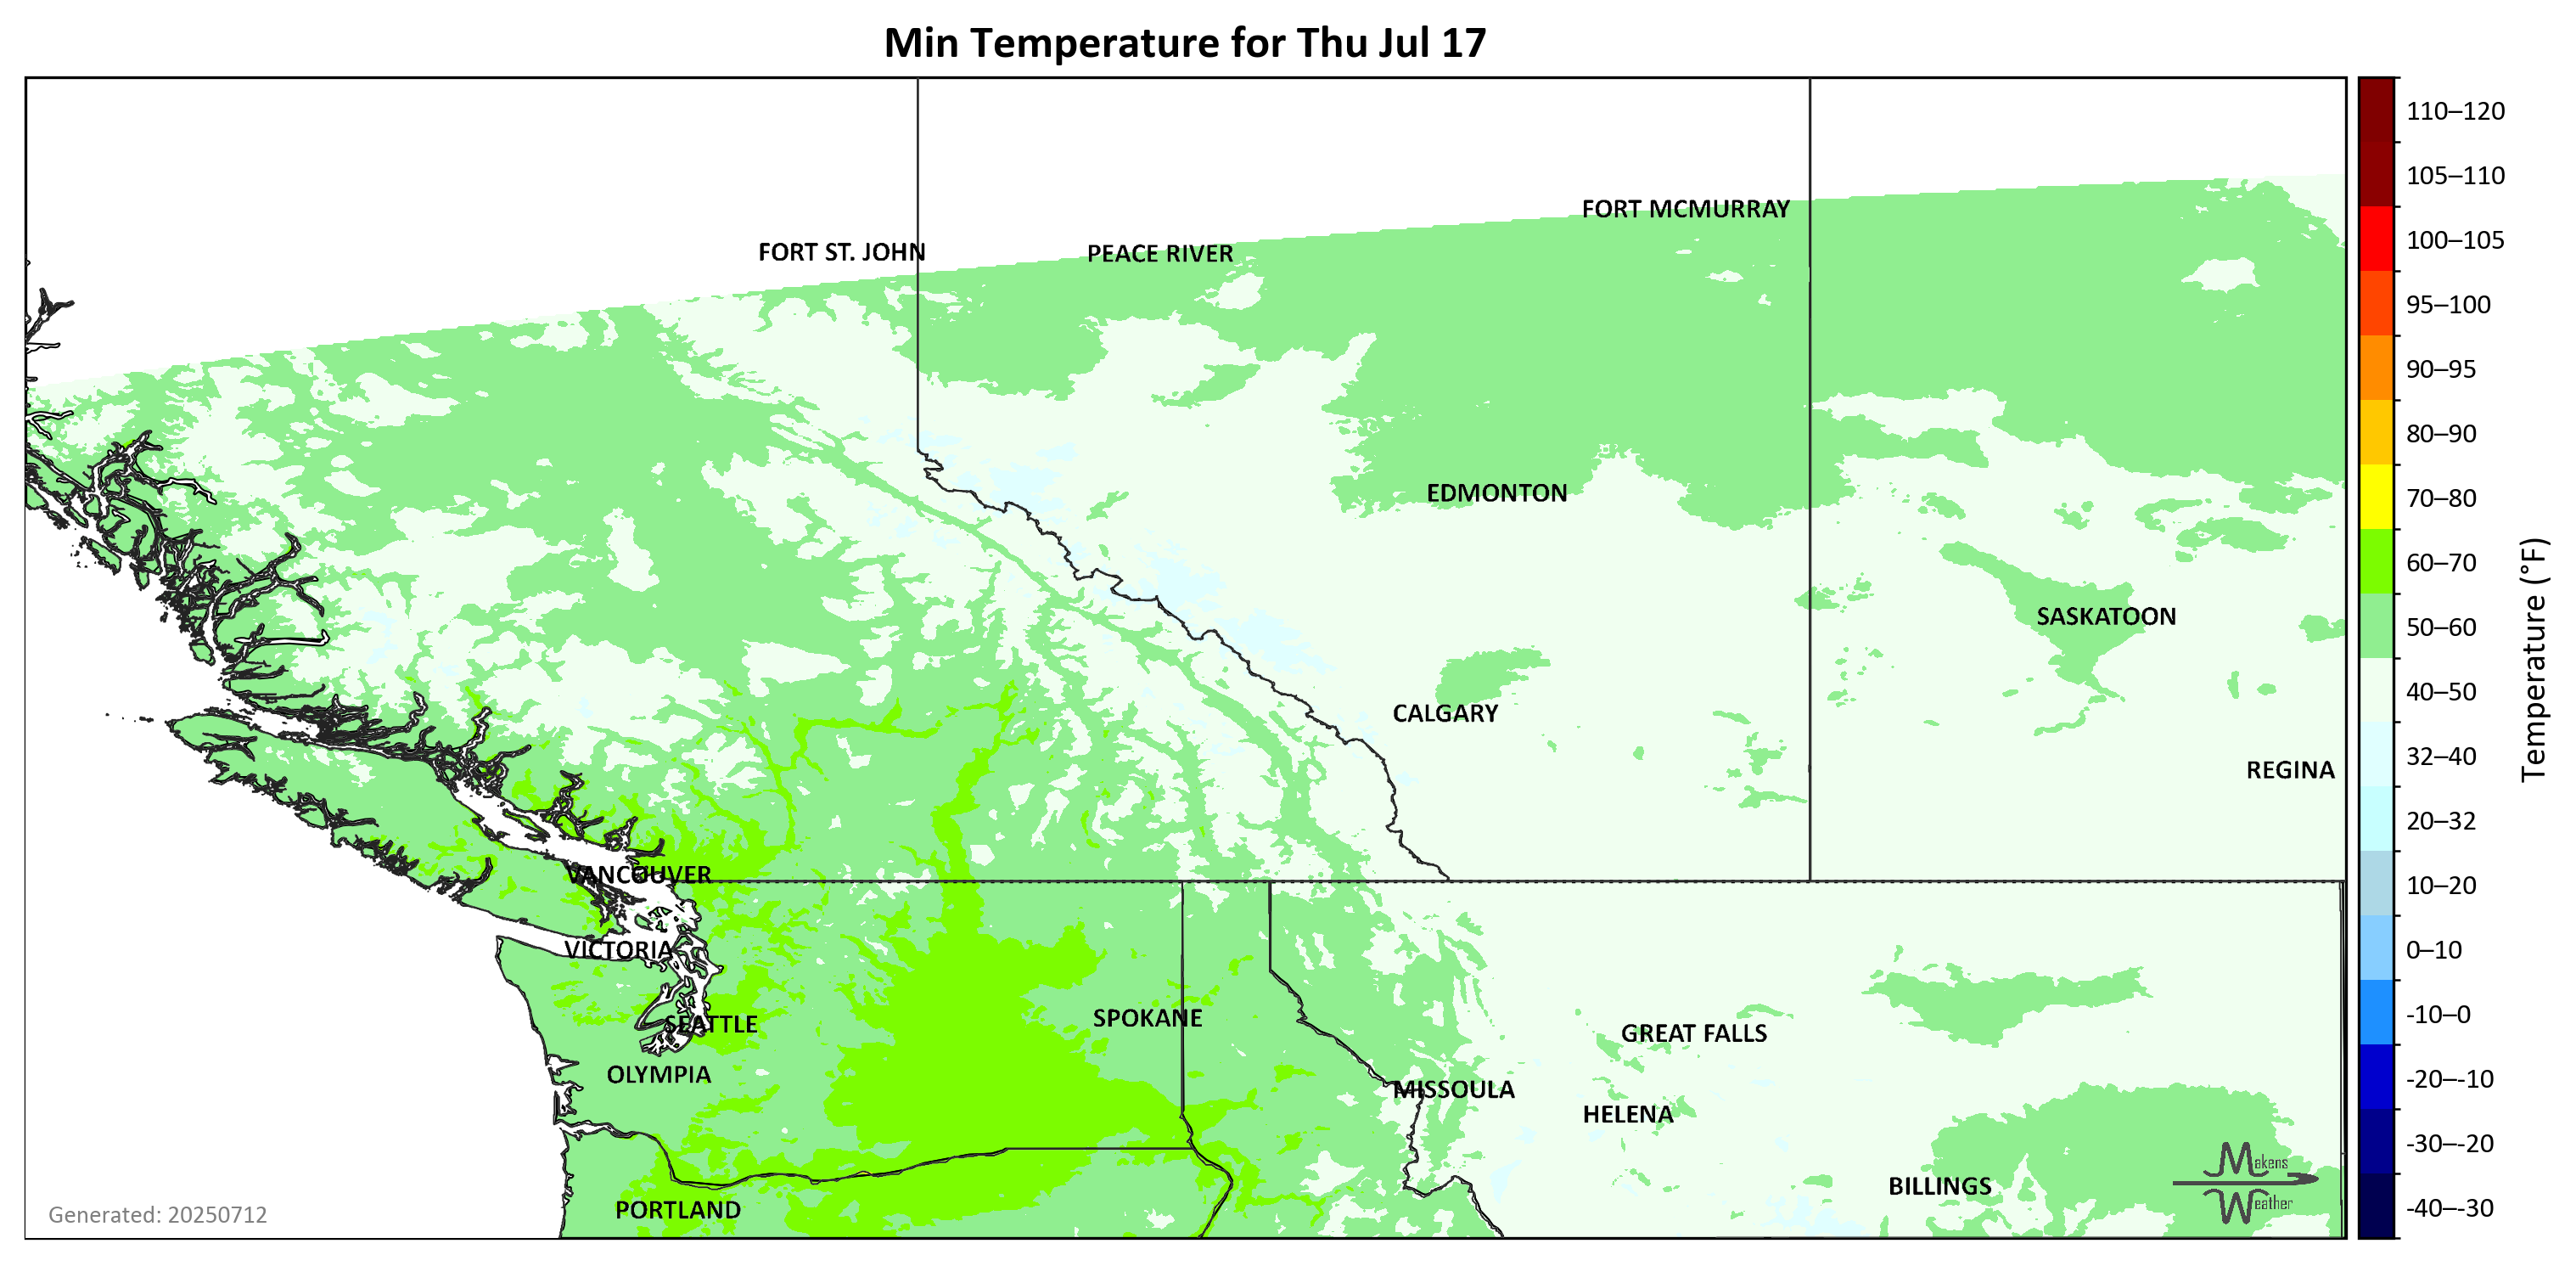 Min Temperature for Thu Jul 17
110–120
105–110
100–105
95–100
90–95
80–90
70–80
60–70
50–60
40–50
32–40
20–32
10–20
0–10
-10–0
-20–-10
-30–-20
-40–-30
Temperature (°F)
FORT MCMURRAY
FORT ST. JOHN
PEACE RIVER
EDMONTON
SASKATOON
CALGARY
REGINA
VANCOUVER
VICTORIA
SPOKANE
SEATTLE
GREAT FALLS
OLYMPIA
MISSOULA
HELENA
BILLINGS
PORTLAND
Makens
Weather
Generated: 20250712